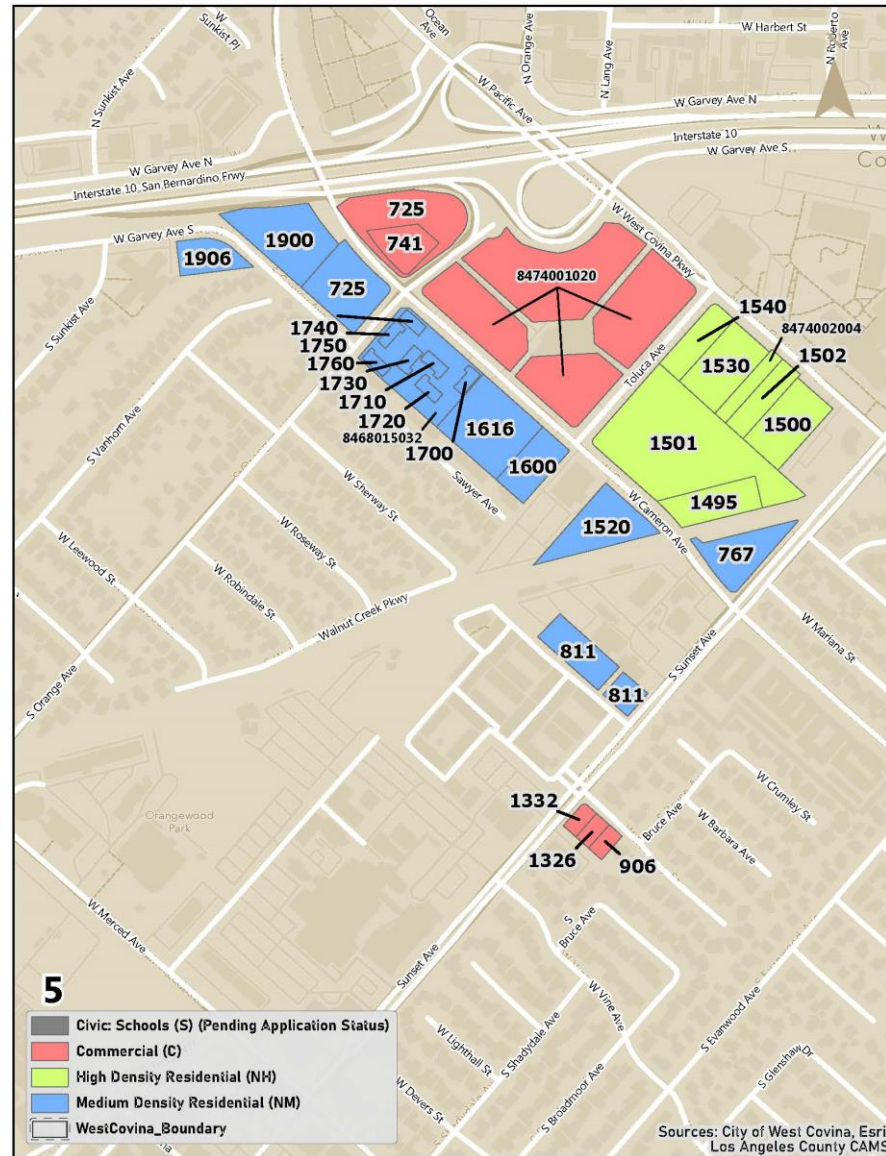 W Sunkist Pl
Ocean Ave
N Orange Ave
N Lang Ave
W Harbert St
N Roberto Ave
N Sunkist Ave
W Pacific Ave
W Garvey Ave N
Interstate 10
W Garvey Ave S
W Garvey Ave N
Interstate 10 San Bernardino Frwy
W West Covina Pkwy
W Garvey Ave S
725
741
1900
1906
725
8474001020
1540
8474002004
1740
1750
1760
1730
1710
1720
8468015032
1700
1616
1600
Toluca Ave
1530
1502
1500
1501
1495
S Sunkist Ave
S Vanhorn Ave
Sawyer Ave
W Cameron Ave
1520
767
W Sherway St
W Roseway St
W Leewood St
W Robindale St
Walnut Creek Pkwy
S Orange Ave
W Mariana St
811
811
S Sunset Ave
Orangewood Park
1332
1326
906
Bruce Ave
W Crumley St
W Barbara Ave
S Bruce Ave
Sunset Ave
W Merced Ave
W Vine Ave
S Evanwood Ave
S Glenshaw Dr
W Lighthall St
S Shadydale Ave
S Broadmoor Ave
W Devers St
5
Civic: Schools (S) (Pending Application Status)
Commercial (C)
High Density Residential (NH)
Medium Density Residential (NM)
WestCovina_Boundary
Sources: City of West Covina, Esri
Los Angeles County CAMS